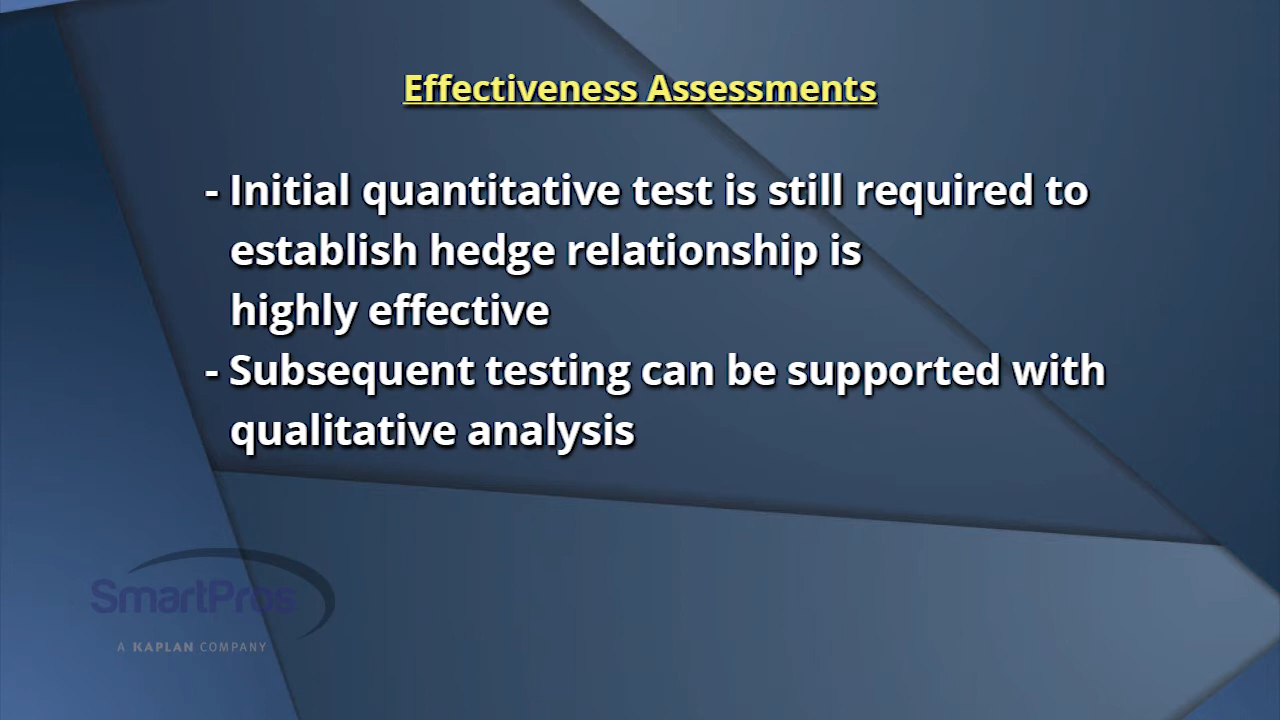 Effectiveness Assessments
- Initial quantitative test is still required to
establish hedge relationship is
highly effective
- Subsequent testing can be supported with
qualitative analysis
SmartPros
A KAPLAN COMPANY